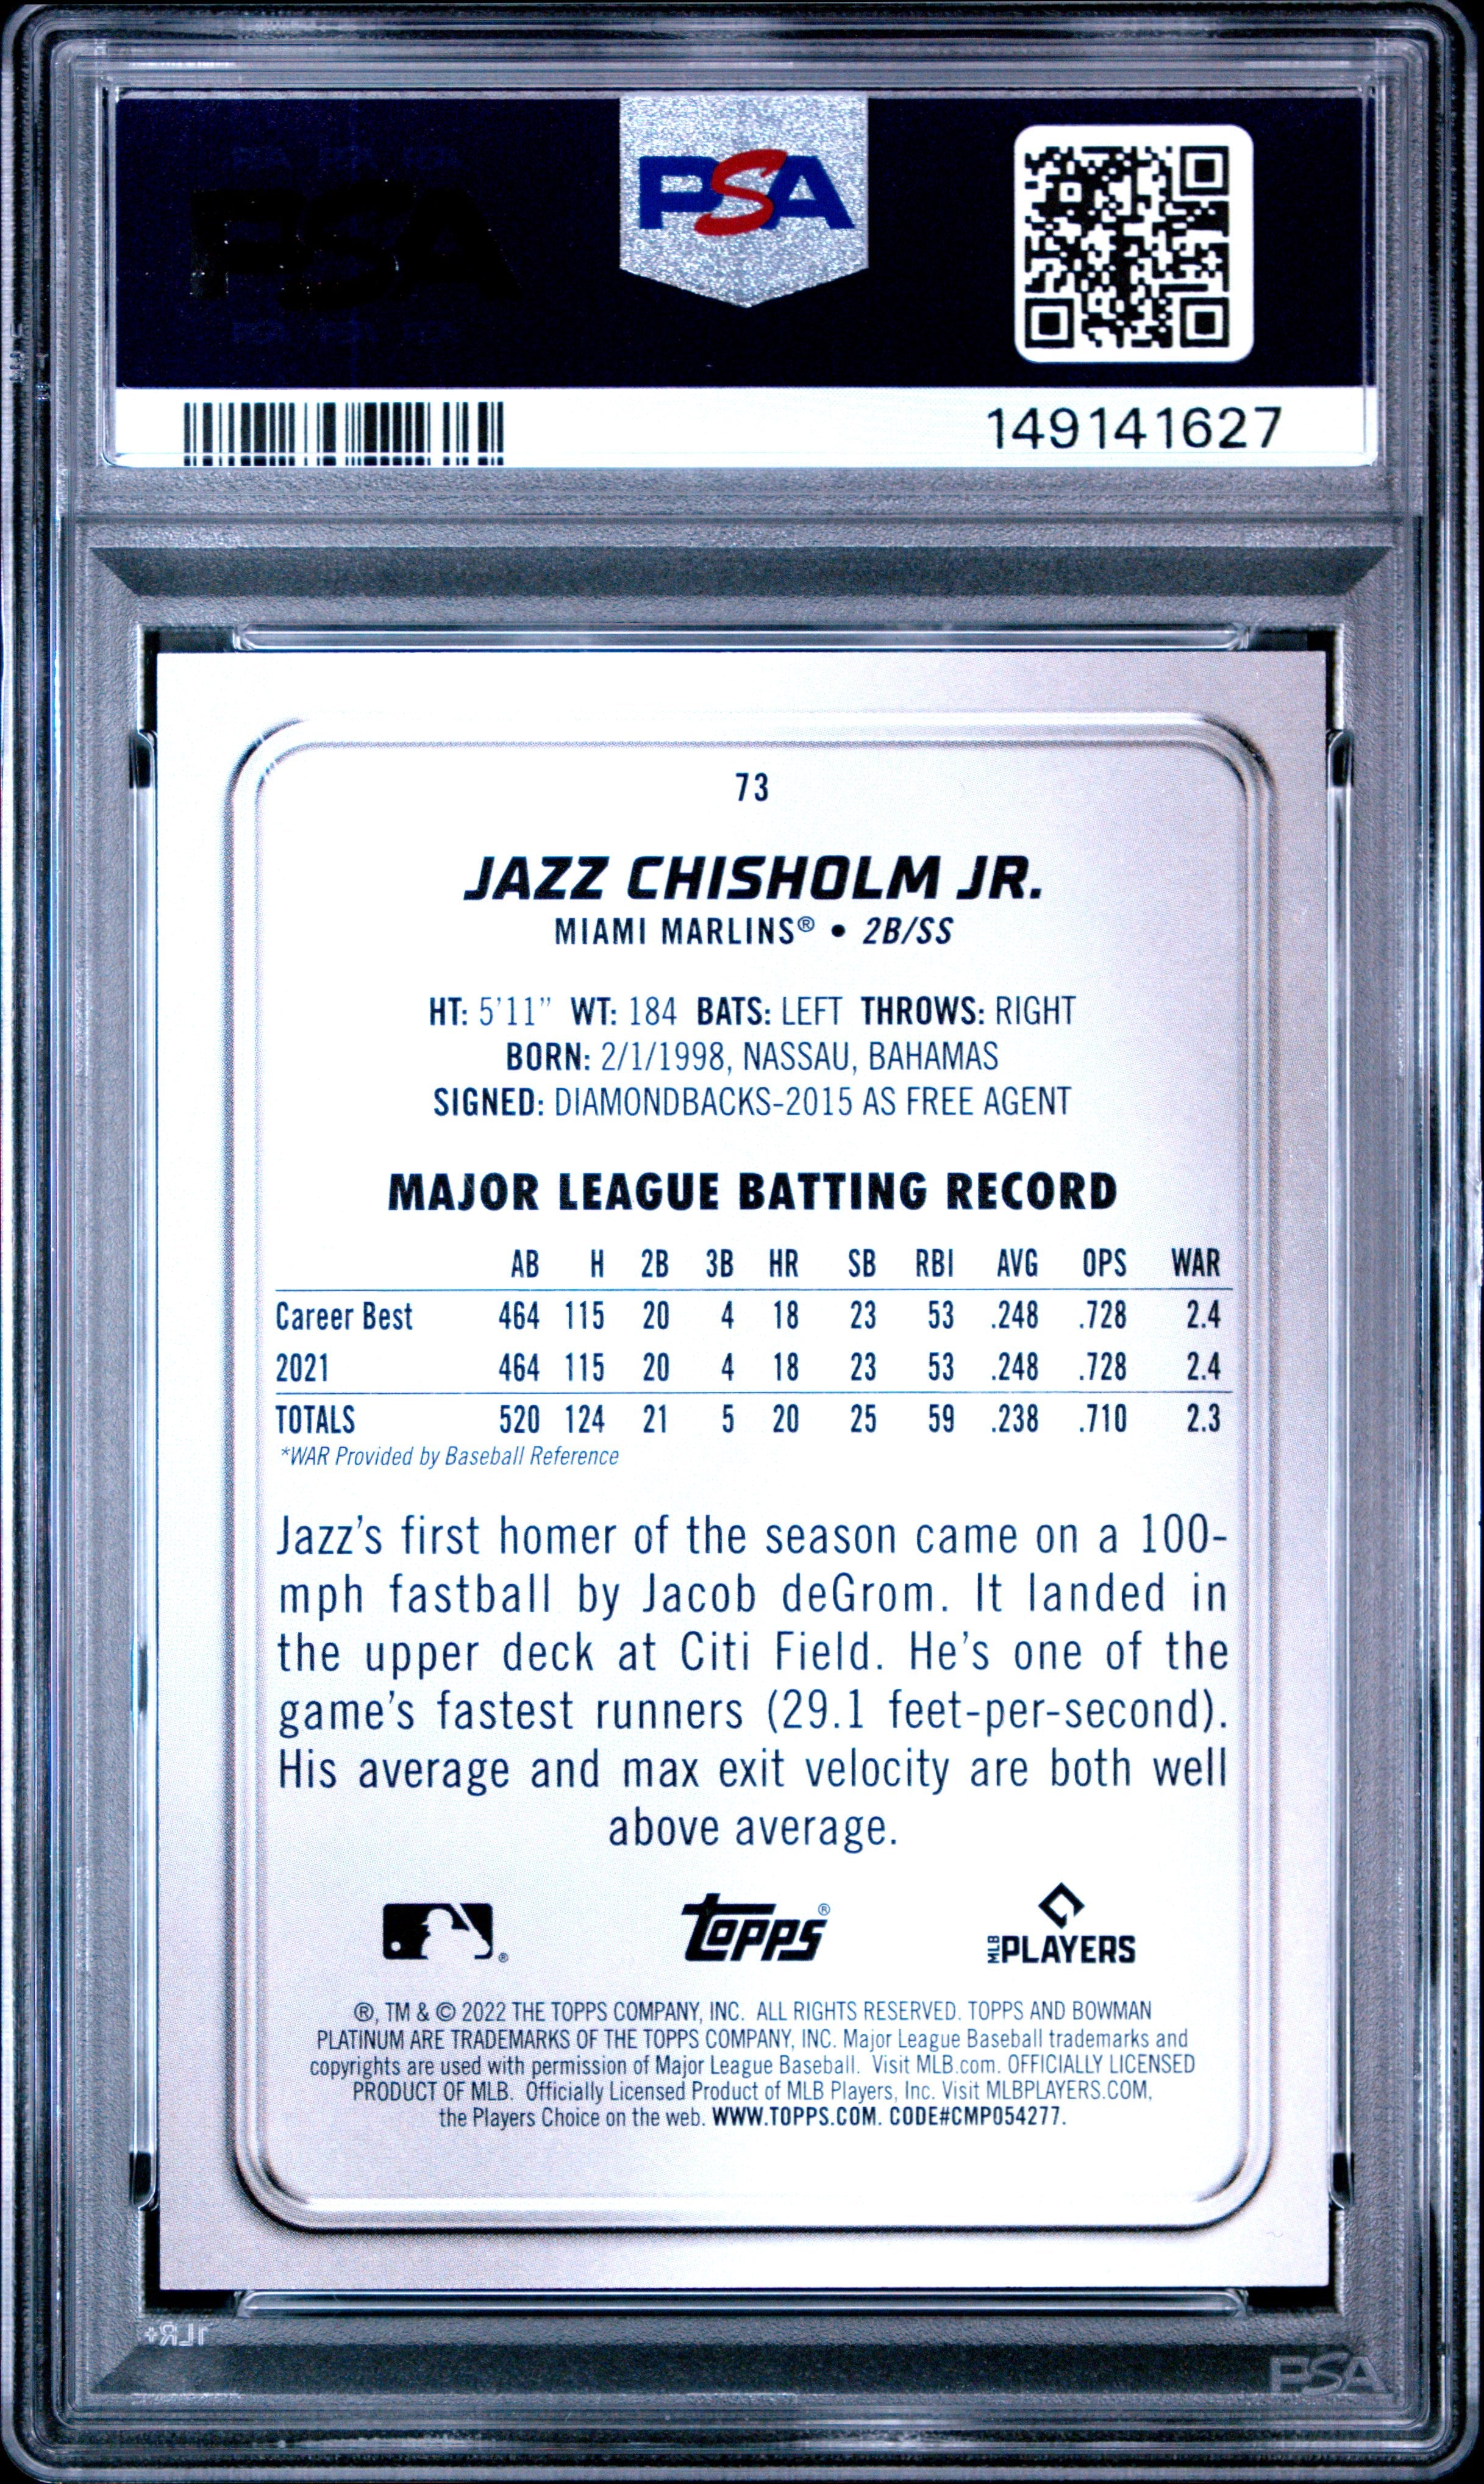 PSA
PSA
149141627
73
JAZZ CHISHOLM JR.
MIAMI MARLINS® • 2B/SS
HT: 5'11" WT: 184 BATS: LEFT THROWS: RIGHT
BORN: 2/1/1998, NASSAU, BAHAMAS
SIGNED: DIAMONDBACKS-2015 AS FREE AGENT
MAJOR LEAGUE BATTING RECORD
AB H 2B 3B HR SB RBI AVG OPS WAR
Career Best 464 115 20 4 18 23 53 .248 .728 2.4
2021 464 115 20 4 18 23 53 .248 .728 2.4
TOTALS 520 124 21 5 20 25 59 .238 .710 2.3
*WAR Provided by Baseball Reference
Jazz's first homer of the season came on a 100-
mph fastball by Jacob deGrom. It landed in
the upper deck at Citi Field. He's one of the
game's fastest runners (29.1 feet-per-second).
His average and max exit velocity are both well
above average.
® Topps® MLB PLAYERS
®, TM & © 2022 THE TOPPS COMPANY, INC. ALL RIGHTS RESERVED. TOPPS AND BOWMAN
PLATINUM ARE TRADEMARKS OF THE TOPPS COMPANY, INC. Major League Baseball trademarks and
copyrights are used with permission of Major League Baseball. Visit MLB.com. OFFICIALLY LICENSED
PRODUCT OF MLB. Officially Licensed Product of MLB Players, Inc. Visit MLBPLAYERS.COM,
the Players Choice on the web. WWW.TOPPS.COM. CODE#CMP054277.
PSA